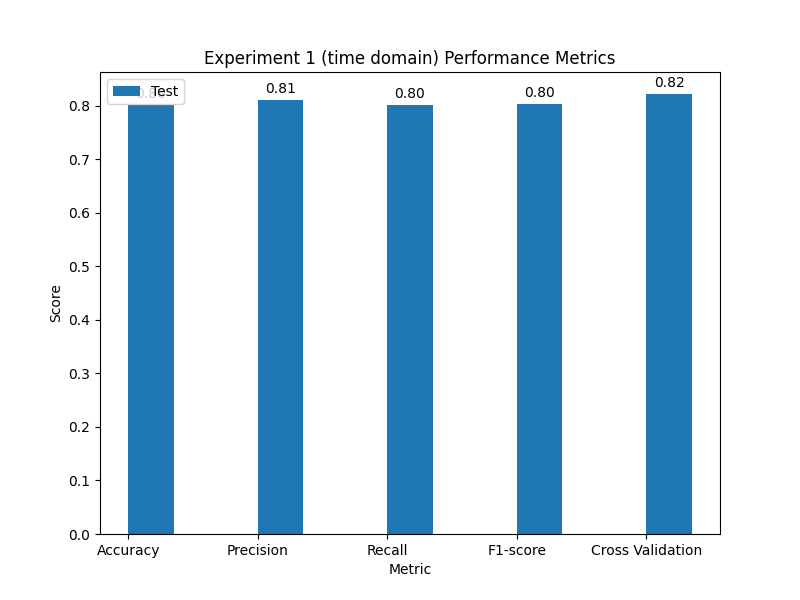 Experiment 1 (time domain) Performance Metrics
Test
0.81
0.80
0.80
0.82
0.8
0.7
0.6
0.5
0.4
0.3
0.2
0.1
0.0
Score
Accuracy
Precision
Recall
F1-score
Cross Validation
Metric